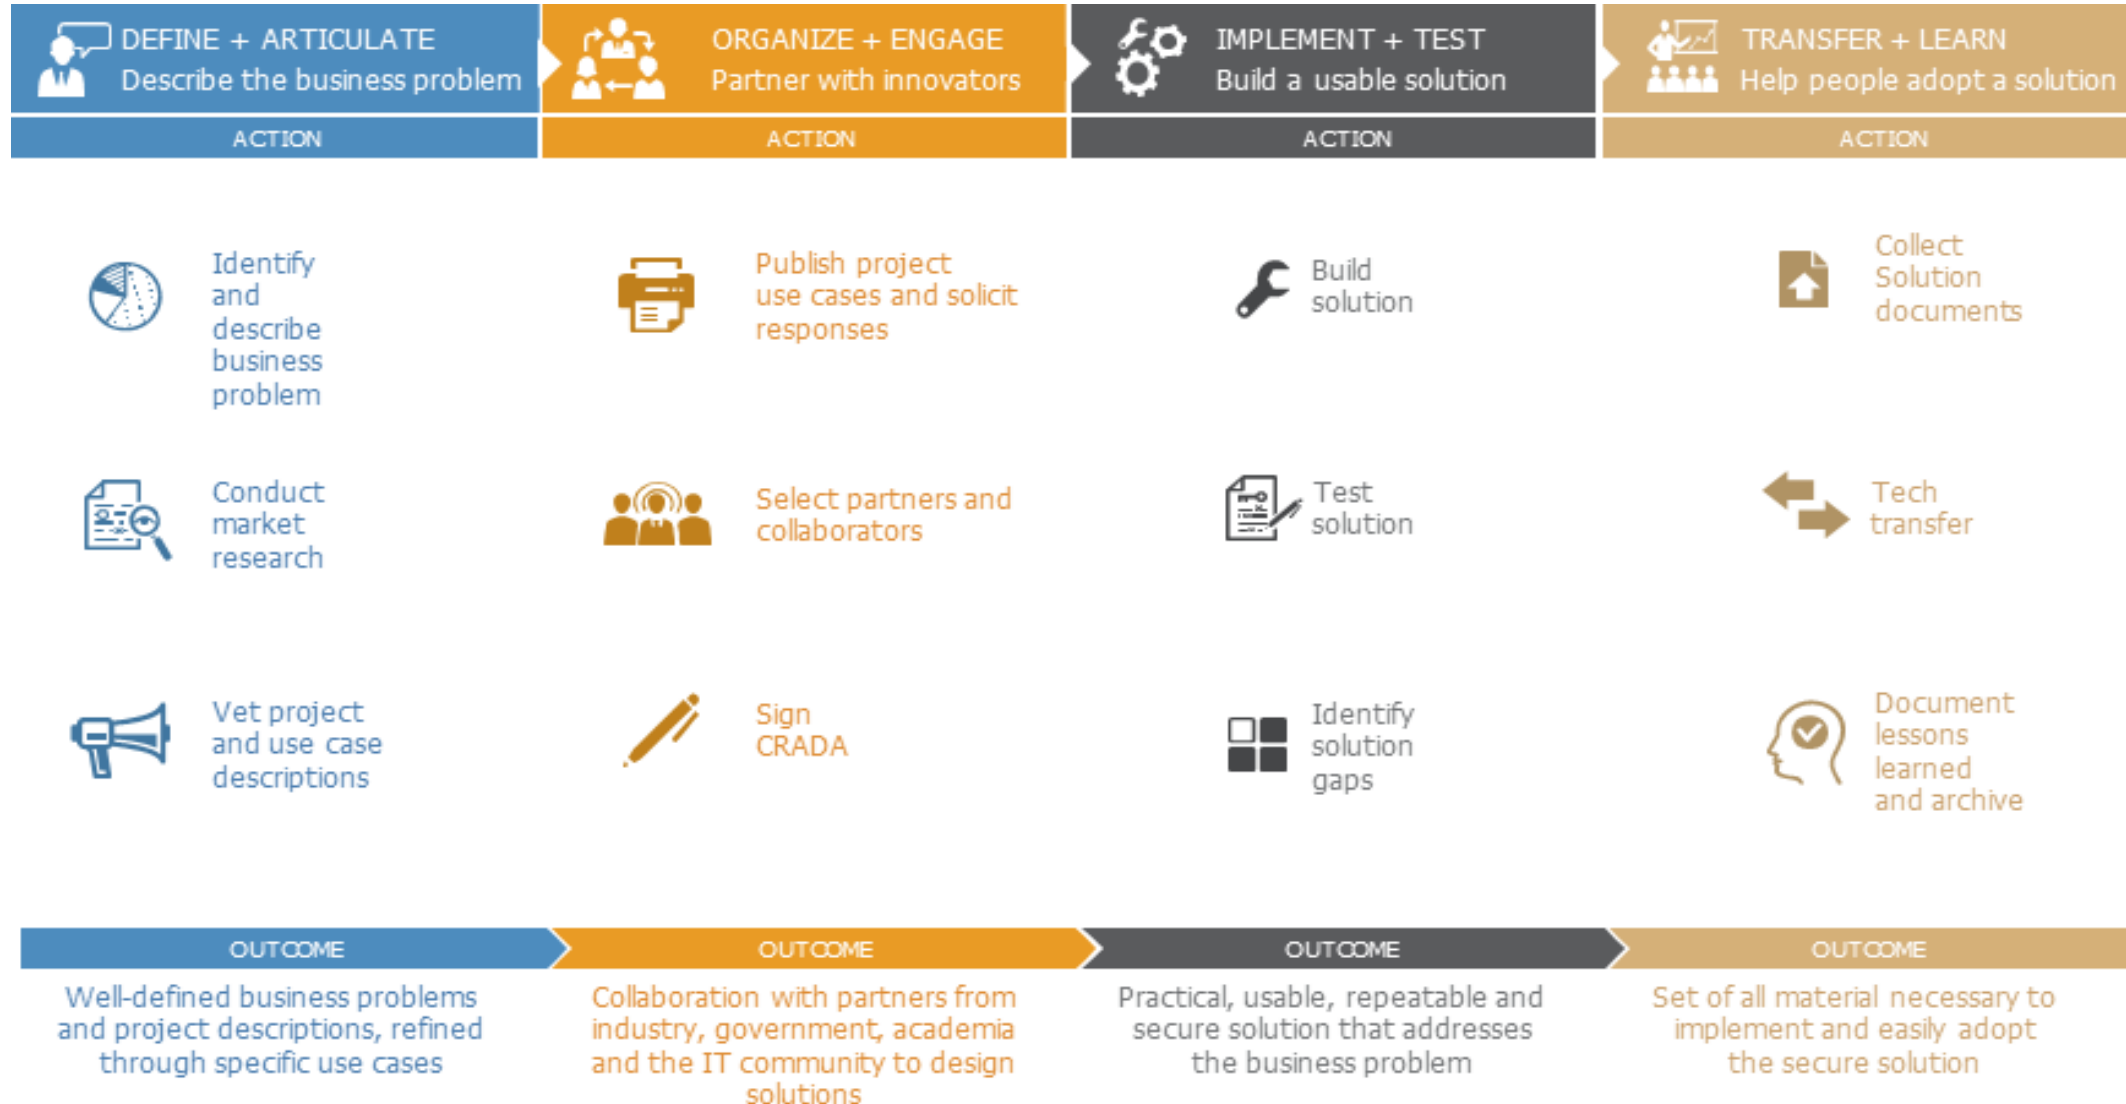 DEFINE + ARTICULATE
Describe the business problem
ORGANIZE + ENGAGE
Partner with innovators
IMPLEMENT + TEST
Build a usable solution
TRANSFER + LEARN
Help people adopt a solution
ACTION
ACTION
ACTION
ACTION
Identify
and
describe
business
problem
Conduct
market
research
Vet project
and use case
descriptions
Publish project
use cases and solicit
responses
Select partners and
collaborators
Sign
CRADA
Build
solution
Test
solution
Identify
solution
gaps
Collect
Solution
documents
Tech
transfer
Document
lessons
learned
and archive
OUTCOME
OUTCOME
OUTCOME
OUTCOME
Well-defined business problems
and project descriptions, refined
through specific use cases
Collaboration with partners from
industry, government, academia
and the IT community to design
solutions
Practical, usable, repeatable and
secure solution that addresses
the business problem
Set of all material necessary to
implement and easily adopt
the secure solution